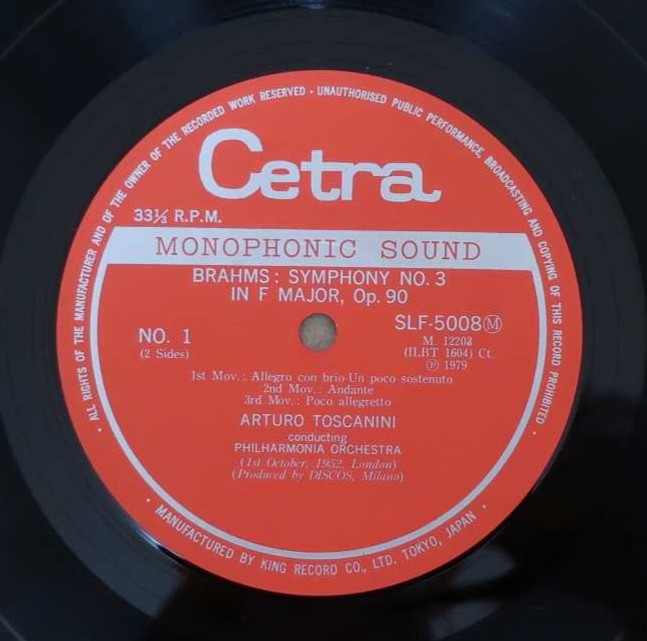 · ALL RIGHTS OF THE MANUFACTURER AND OF THE OWNER OF THE RECORDED WORK RESERVED · UNAUTHORISED PUBLIC PERFORMANCE, BROADCASTING AND COPYING OF THIS RECORD PROHIBITED ·
Cetra
33⅓ R.P.M.
MONOPHONIC SOUND
BRAHMS: SYMPHONY NO. 3
IN F MAJOR, Op. 90
NO. 1
(2 Sides)
SLF-5008 Ⓜ
M. 12203
(II.BT 1604) Ct
Ⓟ 1979
1st Mov.: Allegro con brio-Un poco sostenuto
2nd Mov.: Andante
3rd Mov.: Poco allegretto
ARTURO TOSCANINI
conducting
PHILHARMONIA ORCHESTRA
(1st October, 1952, London)
(Produced by DISCOS, Milano)
· MANUFACTURED BY KING RECORD CO., LTD. TOKYO, JAPAN ·